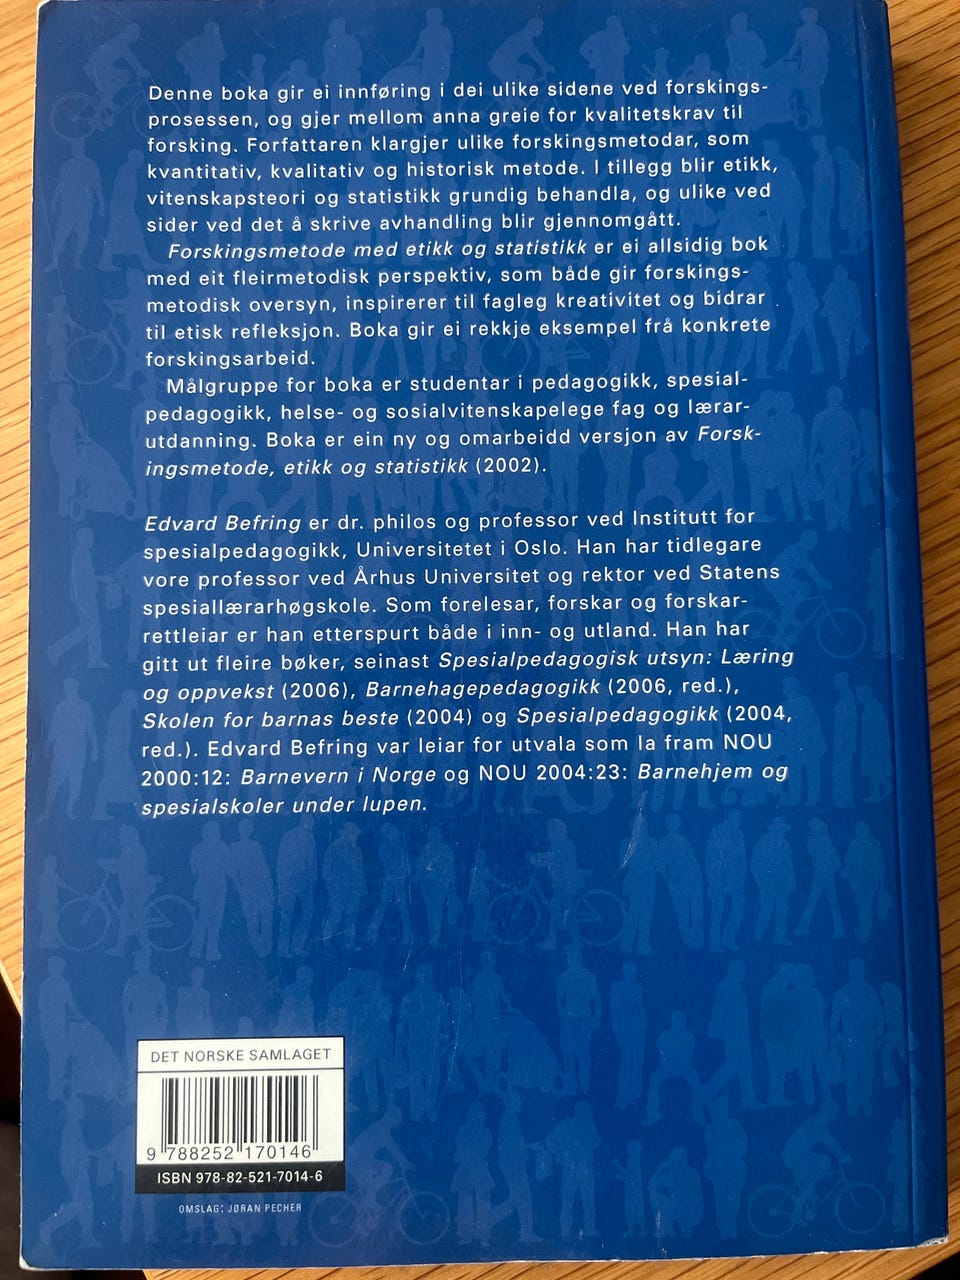 Denne boka gir ei innføring i dei ulike sidene ved forskings-
prosessen, og gjer mellom anna greie for kvalitetskrav til
forsking. Forfattaren klargjer ulike forskingsmetodar, som
kvantitativ, kvalitativ og historisk metode. I tillegg blir etikk,
vitenskapsteori og statistikk grundig behandla, og ulike ved
sider ved det å skrive avhandling blir gjennomgått.
Forskingsmetode med etikk og statistikk er ei allsidig bok
med eit fleirmetodisk perspektiv, som både gir forskings-
metodisk oversyn, inspirerer til fagleg kreativitet og bidrar
til etisk refleksjon. Boka gir ei rekkje eksempel frå konkrete
forskingsarbeid.
Målgruppe for boka er studentar i pedagogikk, spesial-
pedagogikk, helse- og sosialvitenskapelege fag og lærar-
utdanning. Boka er ein ny og omarbeidd versjon av Forsk-
ingsmetode, etikk og statistikk (2002).
Edvard Befring er dr. philos og professor ved Institutt for
spesialpedagogikk, Universitetet i Oslo. Han har tidlegare
vore professor ved Århus Universitet og rektor ved Statens
spesiallærarhøgskole. Som forelesar, forskar og forskar-
rettleiar er han etterspurt både i inn- og utland. Han har
gitt ut fleire bøker, seinast Spesialpedagogisk utsyn: Læring
og oppvekst (2006), Barnehagepedagogikk (2006, red.),
Skolen for barnas beste (2004) og Spesialpedagogikk (2004,
red.). Edvard Befring var leiar for utvala som la fram NOU
2000:12: Barnevern i Norge og NOU 2004:23: Barnehjem og
spesialskoler under lupen.
DET NORSKE SAMLAGET
9 788252 170146
ISBN 978-82-521-7014-6
OMSLAG: JØRAN PECHER